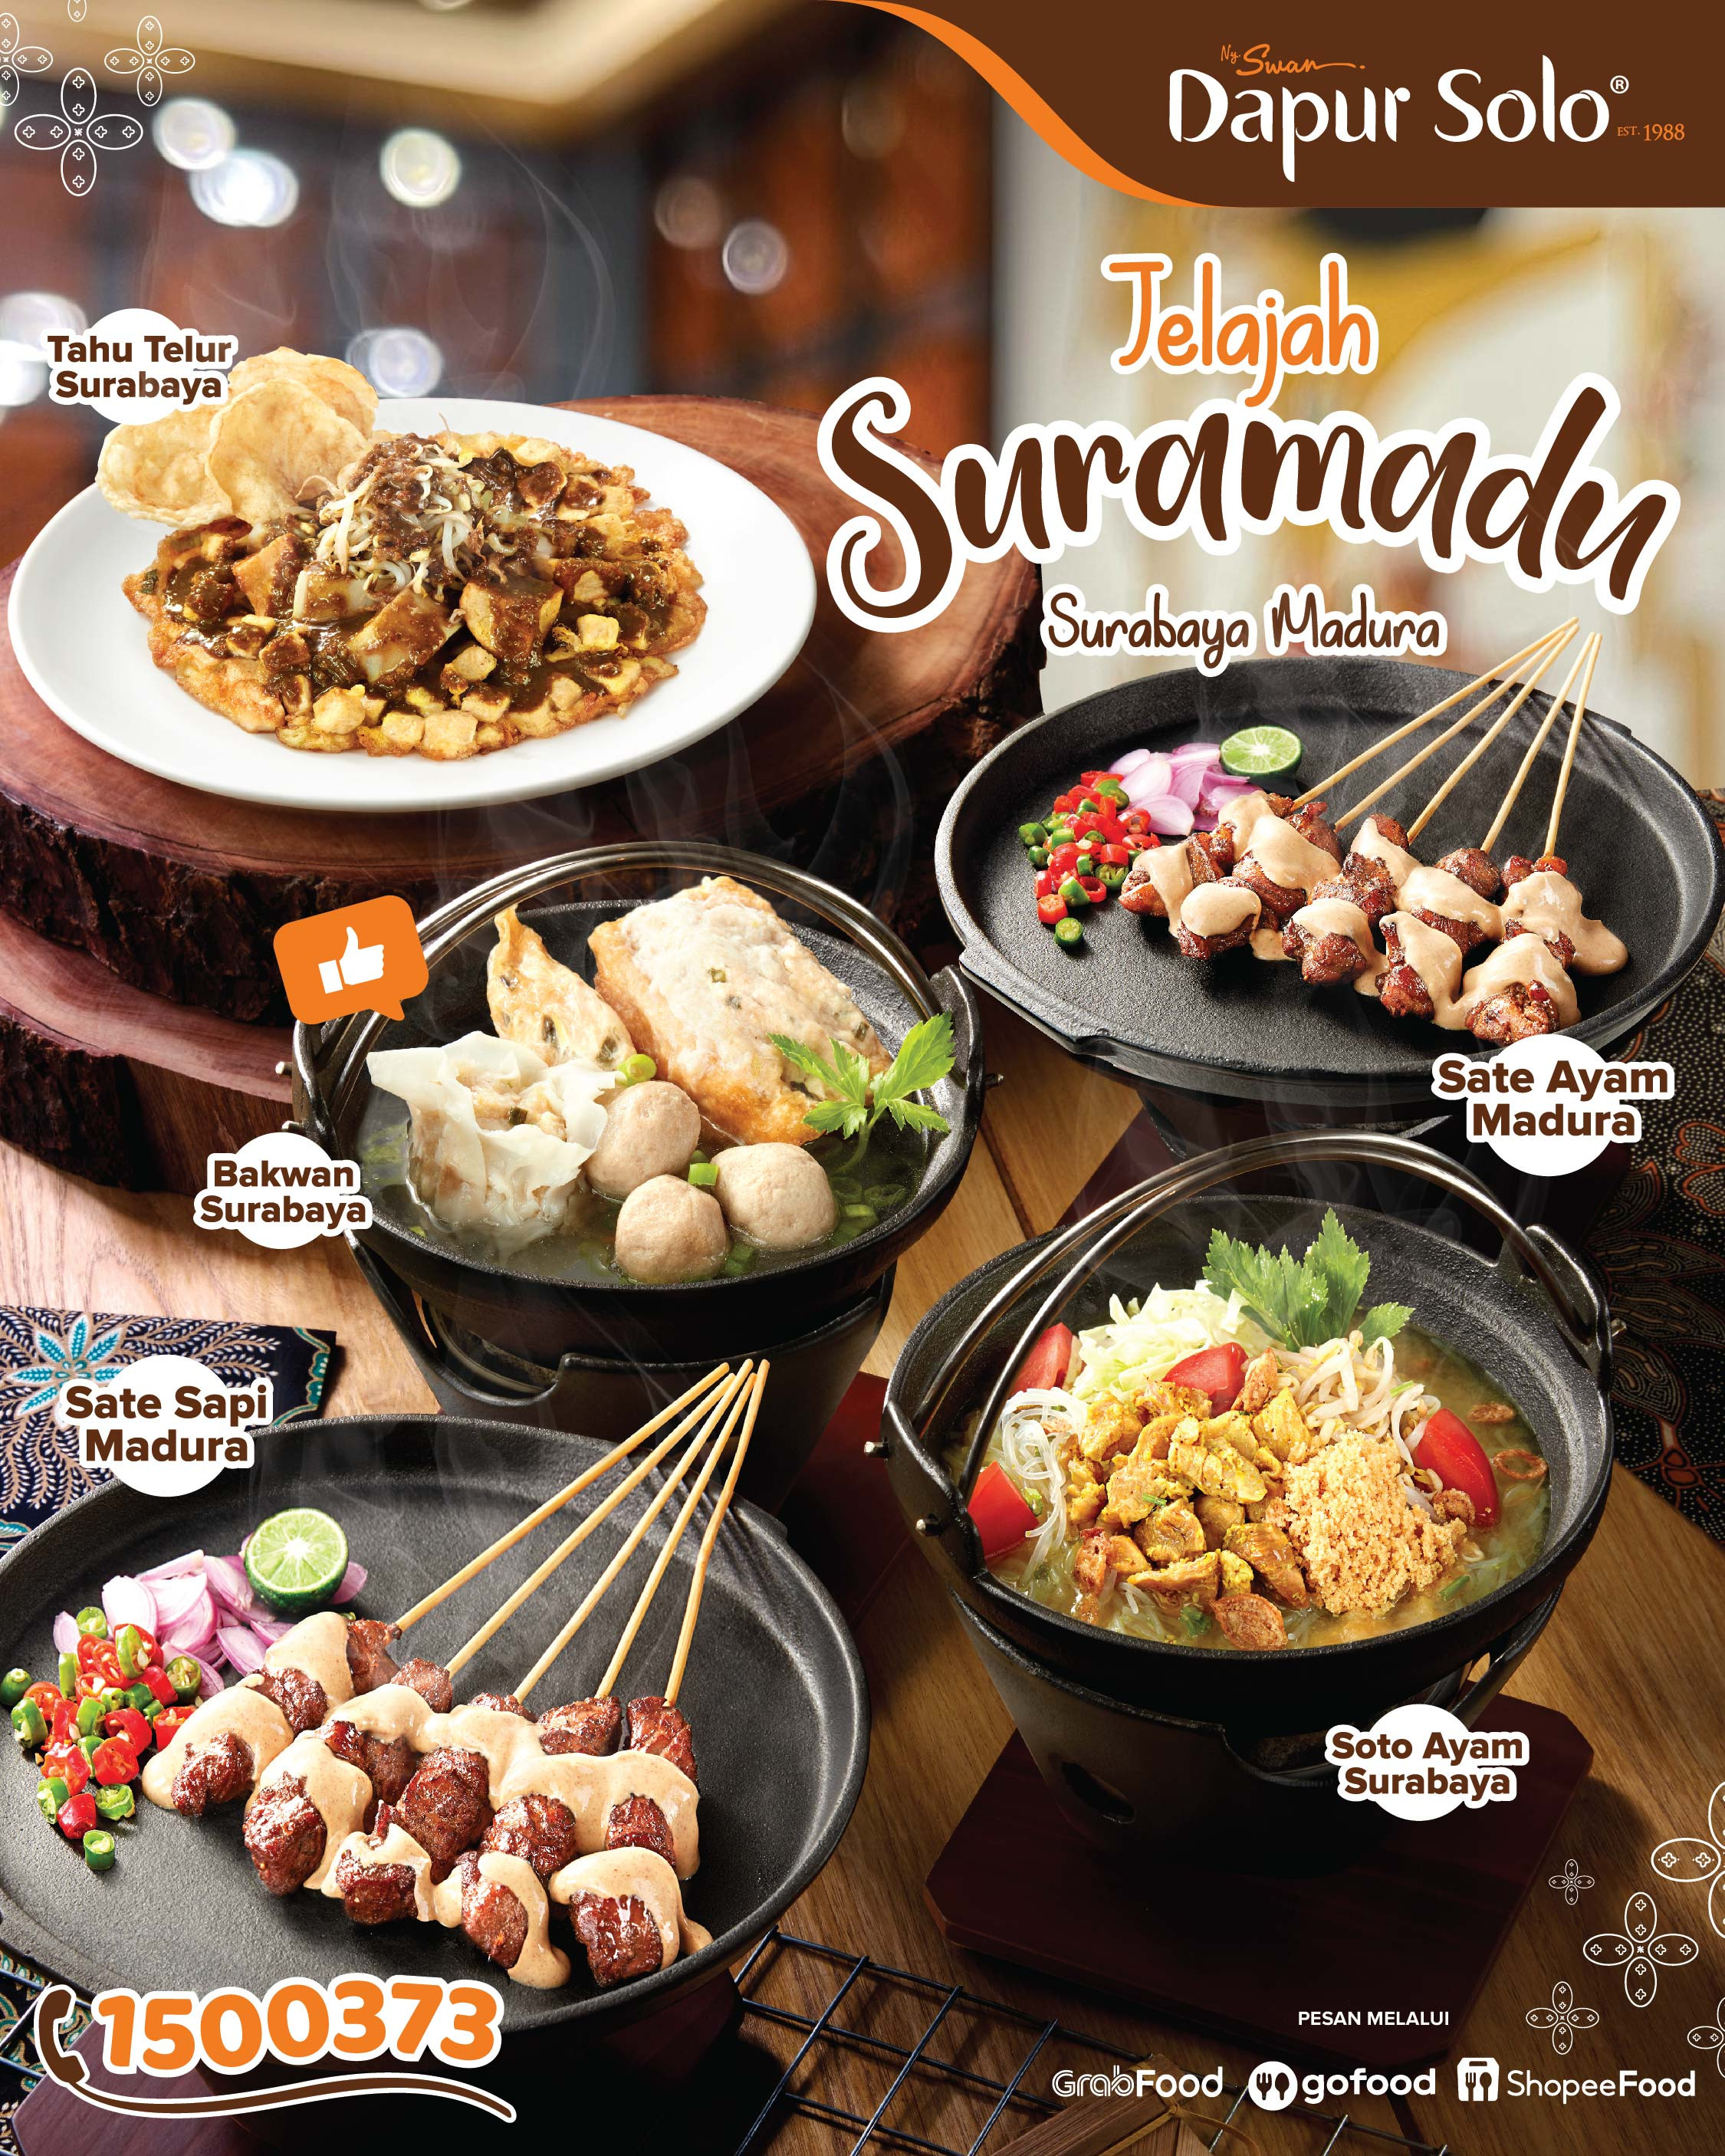 Ny. Swan
Dapur Solo®
EST. 1988
Jelajah
Suramadu
Surabaya Madura
Tahu Telur
Surabaya
Sate Ayam
Madura
Bakwan
Surabaya
Sate Sapi
Madura
Soto Ayam
Surabaya
1500373
PESAN MELALUI
GrabFood gofood ShopeeFood